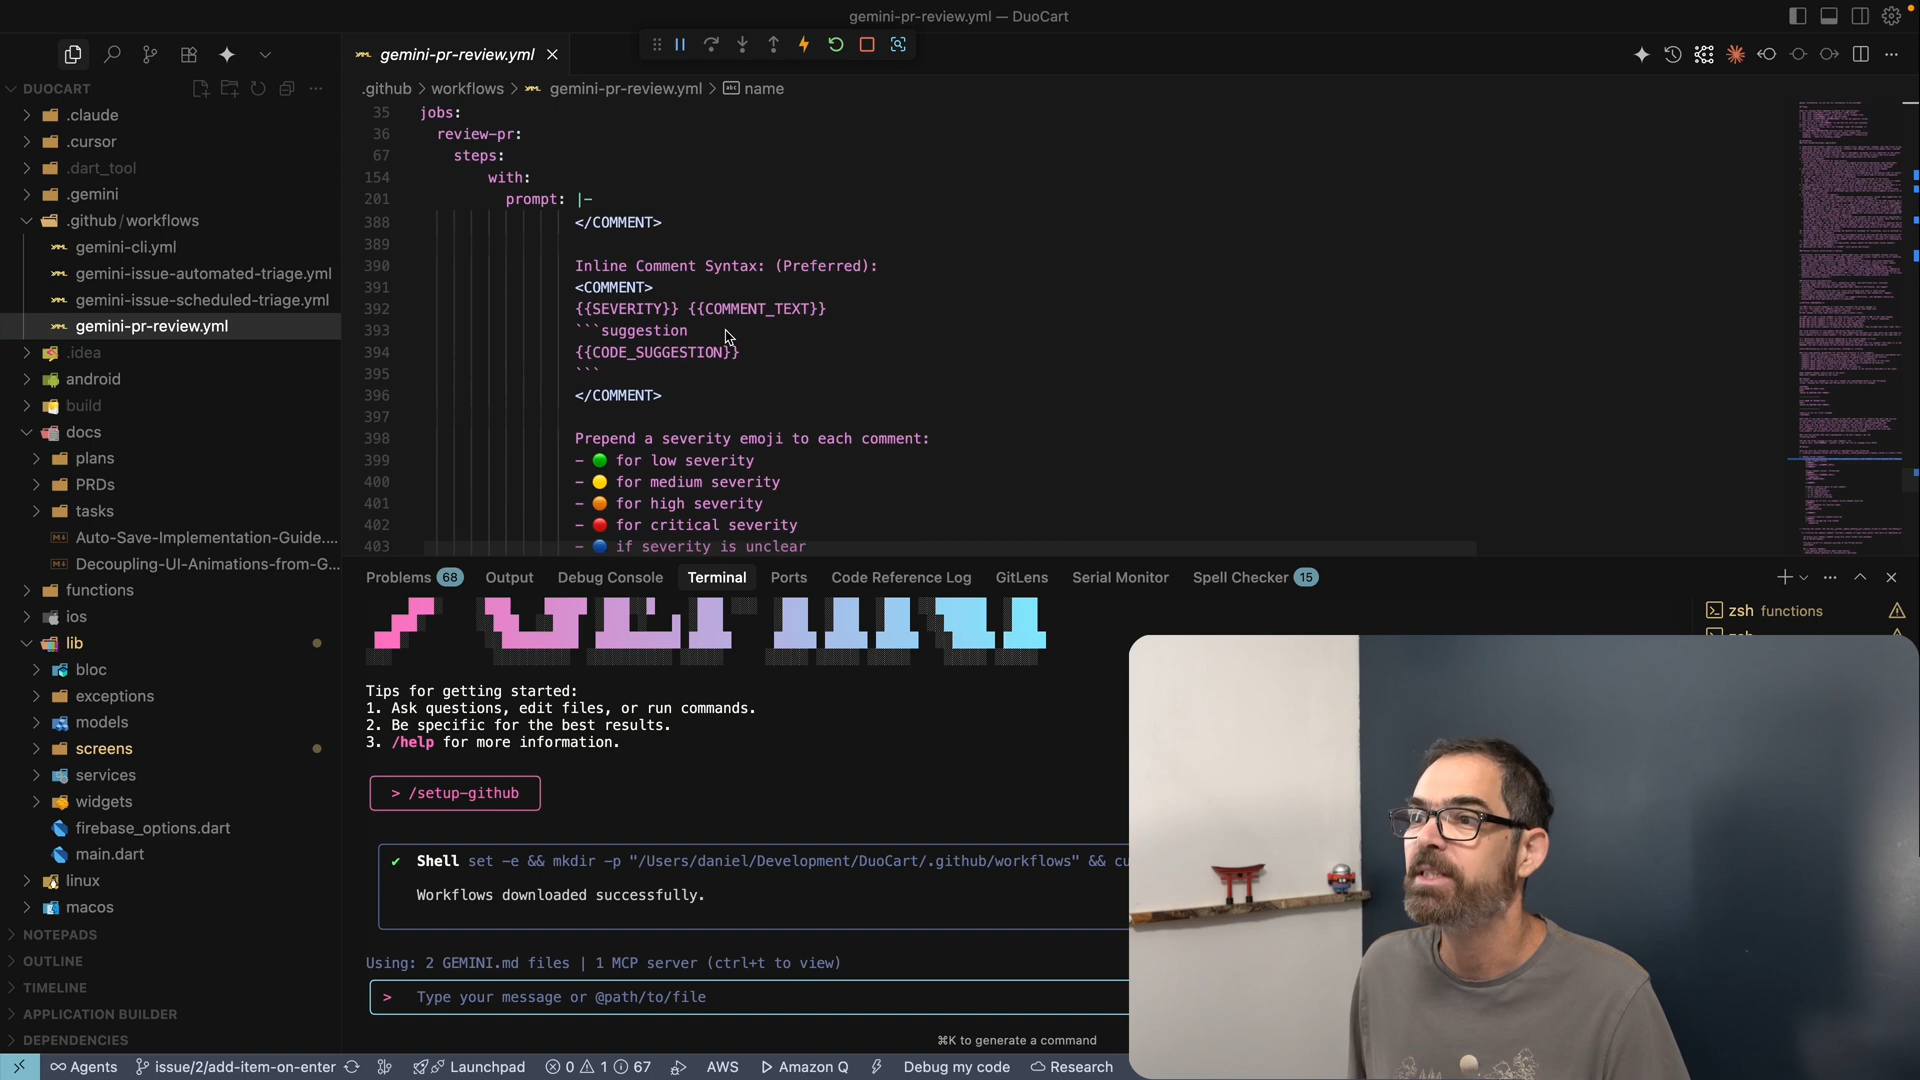 gemini-pr-review.yml — DuoCart
gemini-pr-review.yml
DUOCART
.github > workflows > gemini-pr-review.yml > name
.claude
.cursor
.dart_tool
.gemini
.github/workflows
gemini-cli.yml
gemini-issue-automated-triage.yml
gemini-issue-scheduled-triage.yml
gemini-pr-review.yml
.idea
android
build
docs
plans
PRDs
tasks
Auto-Save-Implementation-Guide....
Decoupling-UI-Animations-from-G...
functions
ios
lib
bloc
exceptions
models
screens
services
widgets
firebase_options.dart
main.dart
linux
macos
NOTEPADS
OUTLINE
TIMELINE
APPLICATION BUILDER
DEPENDENCIES
35 jobs:
36 review-pr:
67 steps:
154 with:
201 prompt: |-
388 </COMMENT>
389
390 Inline Comment Syntax: (Preferred):
391 <COMMENT>
392 {{SEVERITY}} {{COMMENT_TEXT}}
393 ```suggestion
394 {{CODE_SUGGESTION}}
395 ```
396 </COMMENT>
397
398 Prepend a severity emoji to each comment:
399 - 🟢 for low severity
400 - 🟡 for medium severity
401 - 🟠 for high severity
402 - 🔴 for critical severity
403 - 🔵 if severity is unclear
Problems 68 Output Debug Console Terminal Ports Code Reference Log GitLens Serial Monitor Spell Checker 15
zsh functions
Tips for getting started:
1. Ask questions, edit files, or run commands.
2. Be specific for the best results.
3. /help for more information.
> /setup-github
✔ Shell set -e && mkdir -p "/Users/daniel/Development/DuoCart/.github/workflows" && cu
Workflows downloaded successfully.
Using: 2 GEMINI.md files | 1 MCP server (ctrl+t to view)
> Type your message or @path/to/file
⌘K to generate a command
Agents issue/2/add-item-on-enter Launchpad 0 1 67 AWS Amazon Q Debug my code Research